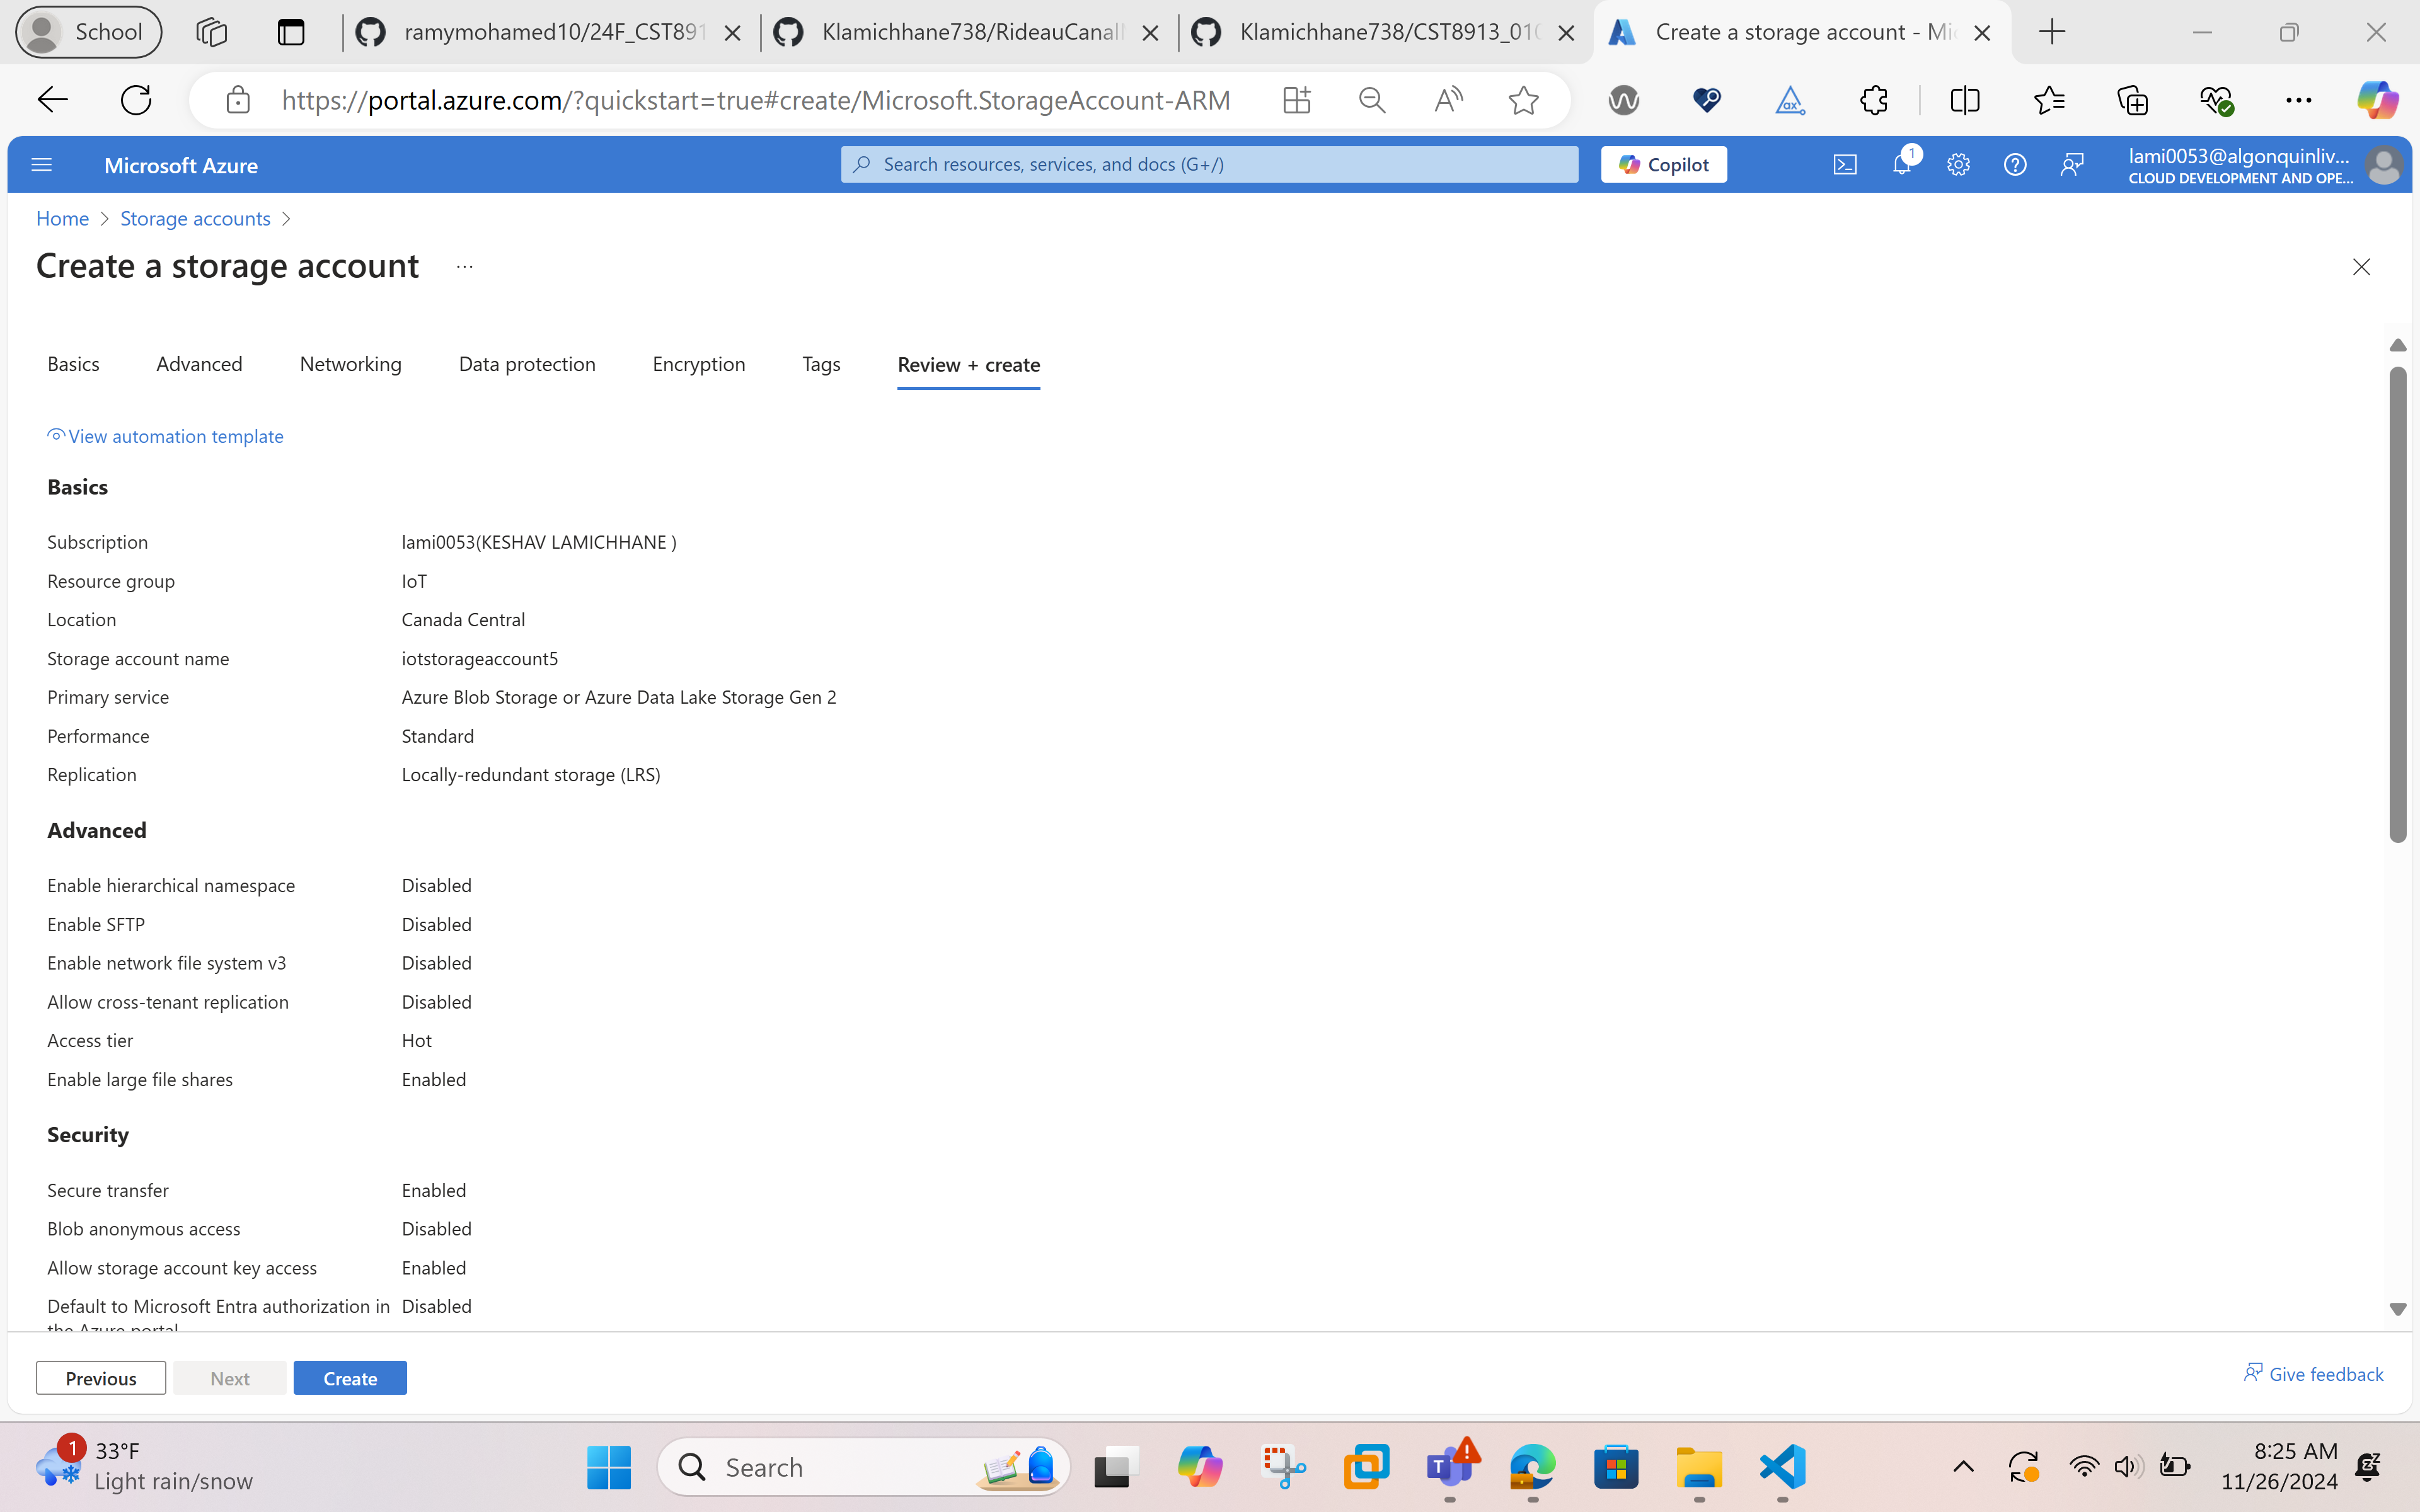 School
ramymohamed10/24F_CST891
Klamichhane738/RideauCanal
Klamichhane738/CST8913_010
Create a storage account - Mic
https://portal.azure.com/?quickstart=true#create/Microsoft.StorageAccount-ARM
Microsoft Azure
Search resources, services, and docs (G+/)
Copilot
1
lami0053@algonquinliv...
CLOUD DEVELOPMENT AND OPE...
Home > Storage accounts >
Create a storage account ...
Basics Advanced Networking Data protection Encryption Tags Review + create
View automation template
Basics
Subscription lami0053(KESHAV LAMICHHANE )
Resource group IoT
Location Canada Central
Storage account name iotstorageaccount5
Primary service Azure Blob Storage or Azure Data Lake Storage Gen 2
Performance Standard
Replication Locally-redundant storage (LRS)
Advanced
Enable hierarchical namespace Disabled
Enable SFTP Disabled
Enable network file system v3 Disabled
Allow cross-tenant replication Disabled
Access tier Hot
Enable large file shares Enabled
Security
Secure transfer Enabled
Blob anonymous access Disabled
Allow storage account key access Enabled
Default to Microsoft Entra authorization in Disabled
the Azure portal
Previous Next Create
Give feedback
1
33°F
Light rain/snow
Search
8:25 AM
11/26/2024